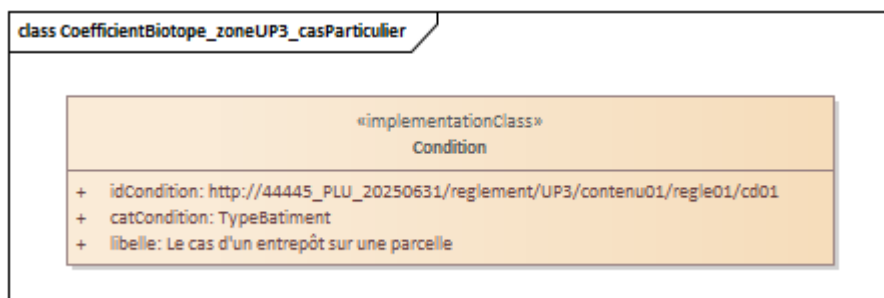 class CoefficientBiotope_zoneUP3_casParticulier
«implementationClass»
Condition
+ idCondition: http://44445_PLU_20250631/reglement/UP3/contenu01/regle01/cd01
+ catCondition: TypeBatiment
+ libelle: Le cas d'un entrepôt sur une parcelle